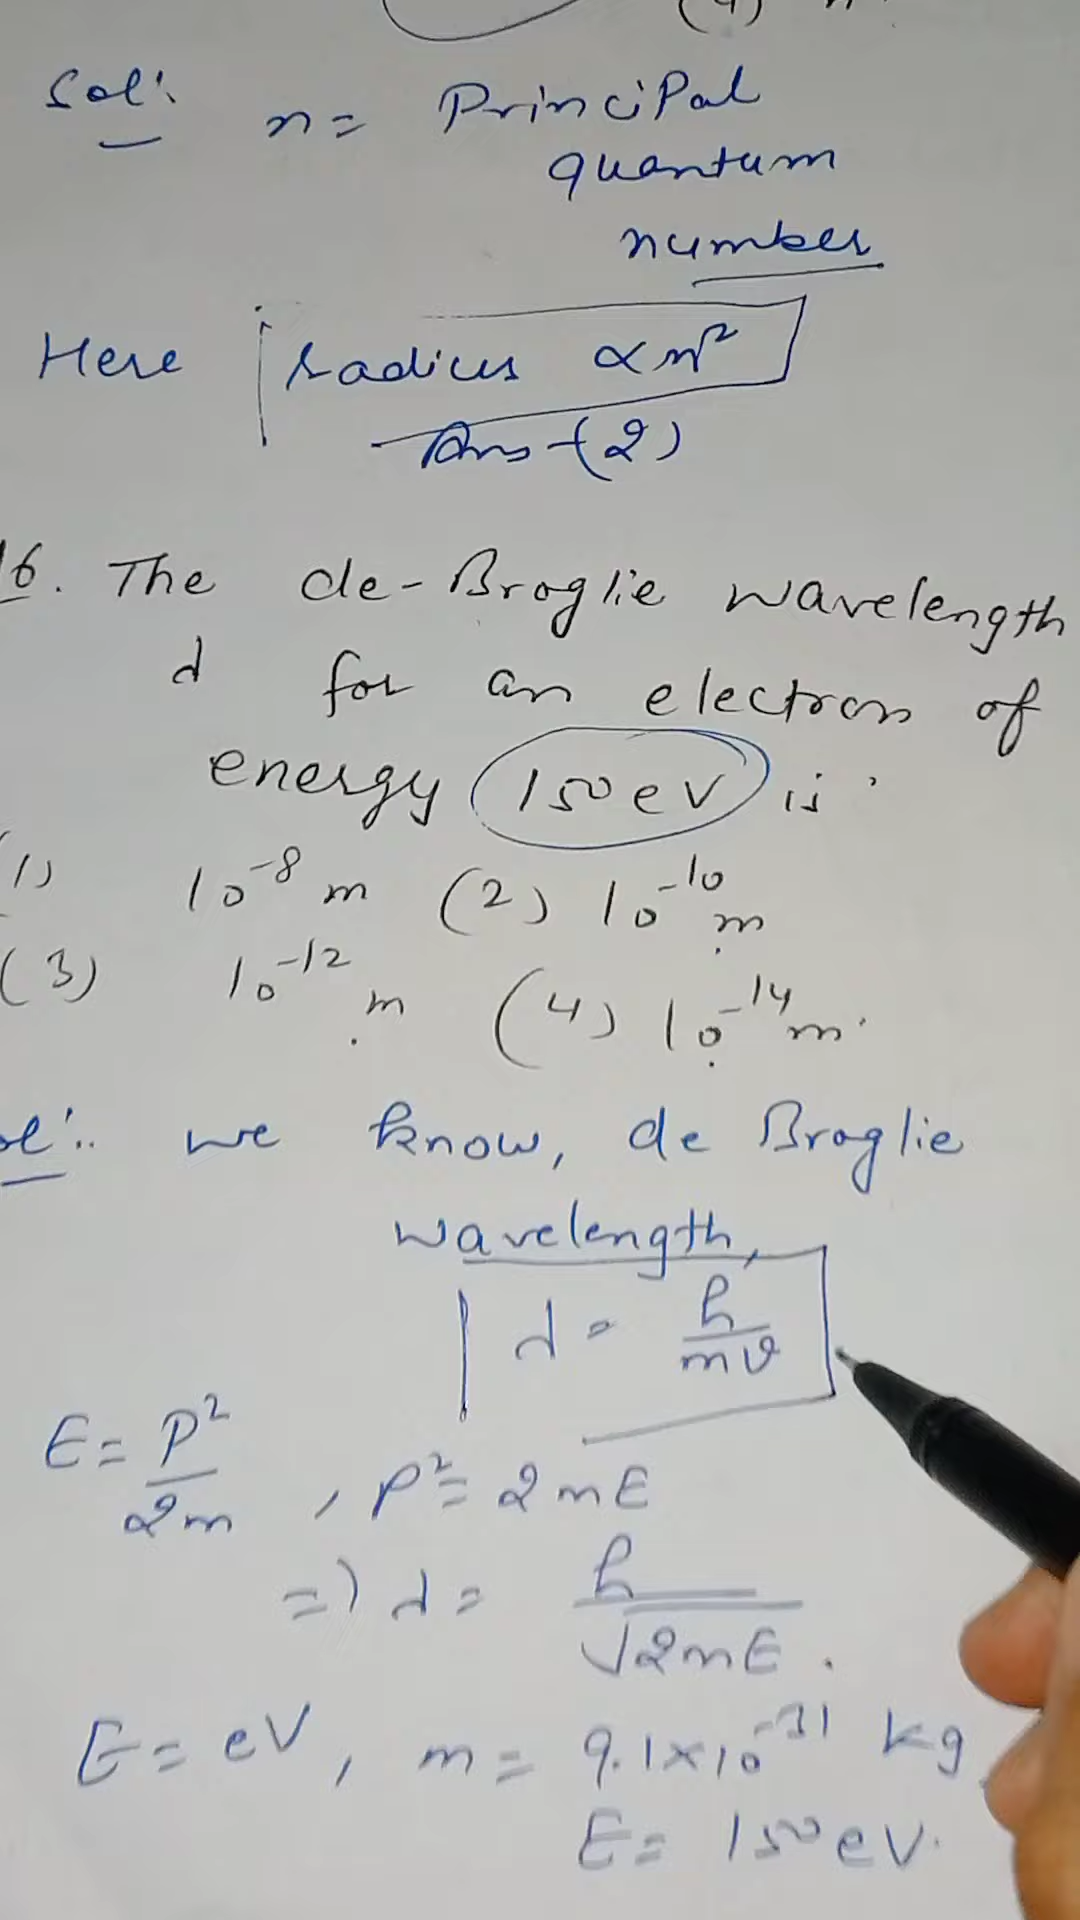 Sol:
n = Principal
quantum
number
Here radius ∝ n²
Ans-(2)
16. The de-Broglie wavelength
λ for an electron of
energy 150 eV is
(1) 10⁻⁸ m (2) 10⁻¹⁰ m
(3) 10⁻¹² m (4) 10⁻¹⁴ m.
we know, de Broglie
wavelength,
λ = h/mv
E = P²/2m , P² = 2mE
=) λ = h/√2mE .
E = eV , m = 9.1×10⁻³¹ kg
E = 150 eV.